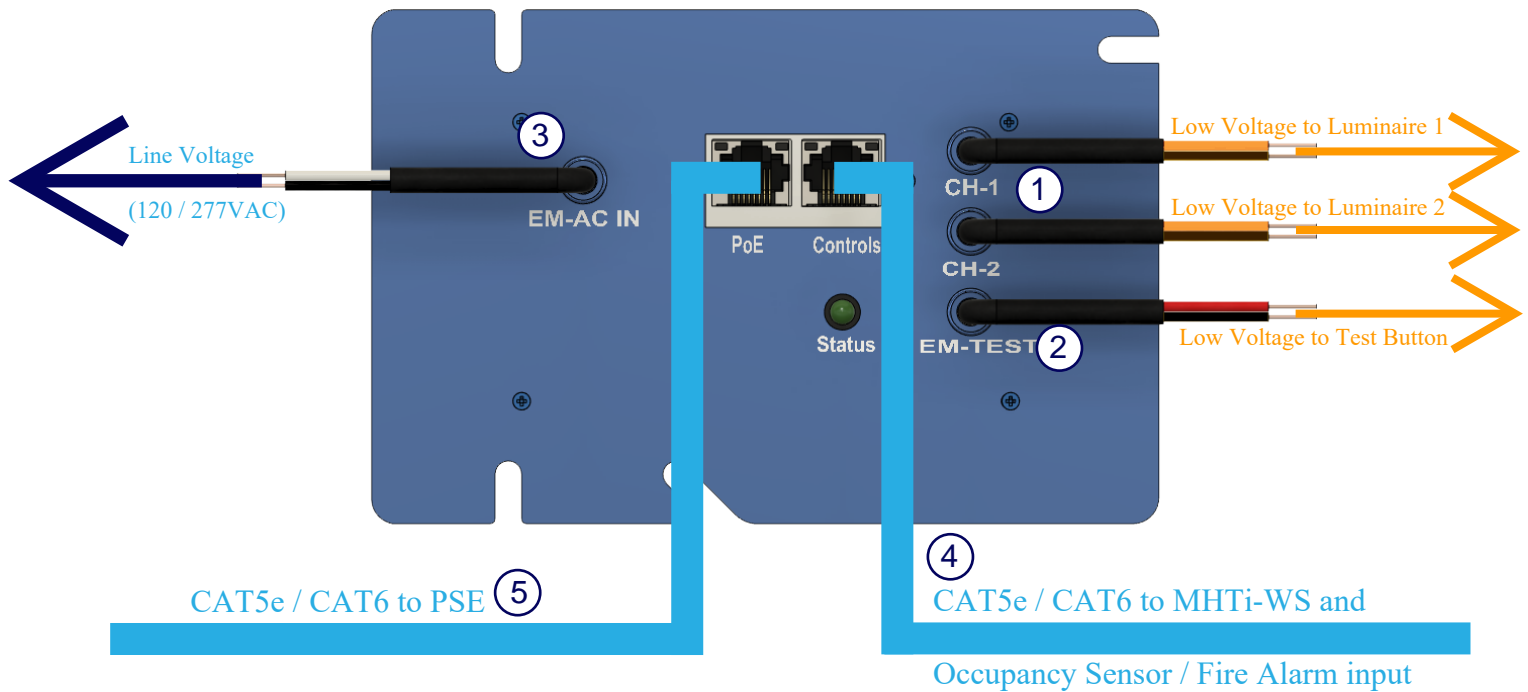 3
Low Voltage to Luminaire 1
Line Voltage
(120 / 277VAC)
EM-AC IN
CH-1
1
Low Voltage to Luminaire 2
PoE
Controls
CH-2
Status
EM-TEST
2
Low Voltage to Test Button
4
CAT5e / CAT6 to PSE
5
CAT5e / CAT6 to MHTi-WS and
Occupancy Sensor / Fire Alarm input